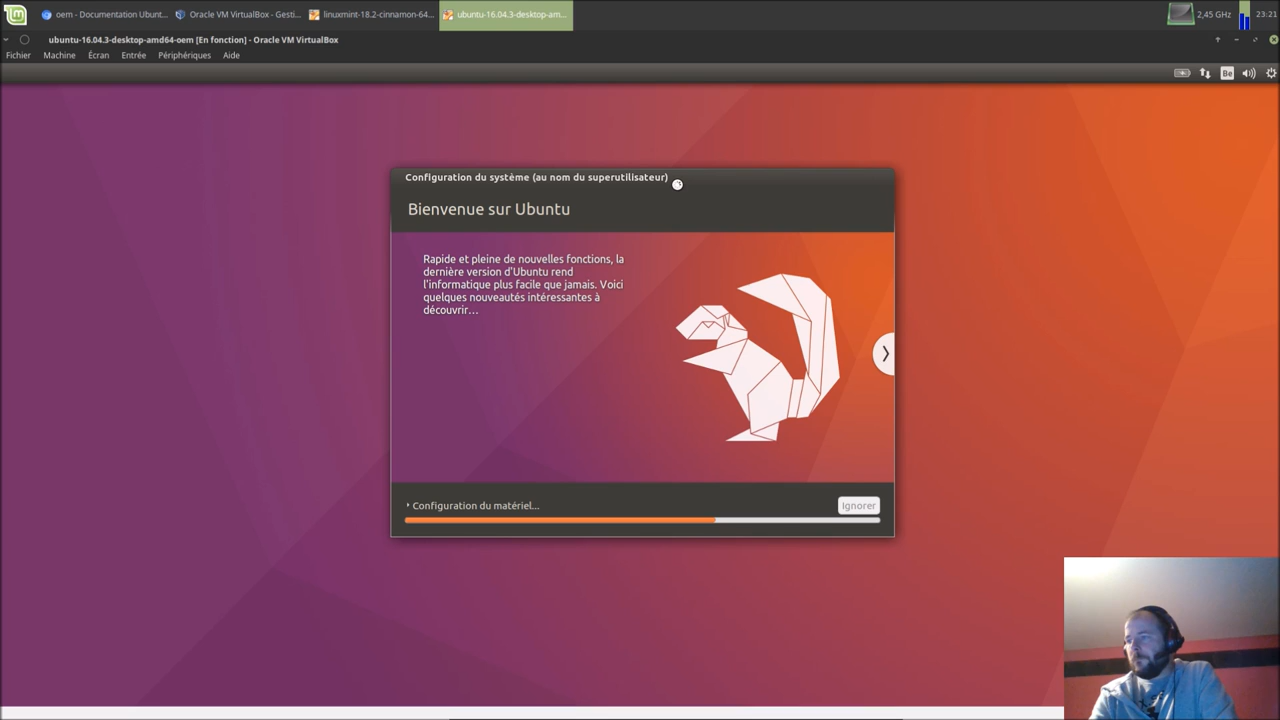 oem - Documentation Ubunt...
Oracle VM VirtualBox - Gesti...
linuxmint-18.2-cinnamon-64...
ubuntu-16.04.3-desktop-am...
2,45 GHz
23:21
ubuntu-16.04.3-desktop-amd64-oem [En fonction] - Oracle VM VirtualBox
Fichier Machine Écran Entrée Périphériques Aide
Be
Configuration du système (au nom du superutilisateur)
Bienvenue sur Ubuntu
Rapide et pleine de nouvelles fonctions, la
dernière version d'Ubuntu rend
l'informatique plus facile que jamais. Voici
quelques nouveautés intéressantes à
découvrir...
Configuration du matériel...
Ignorer